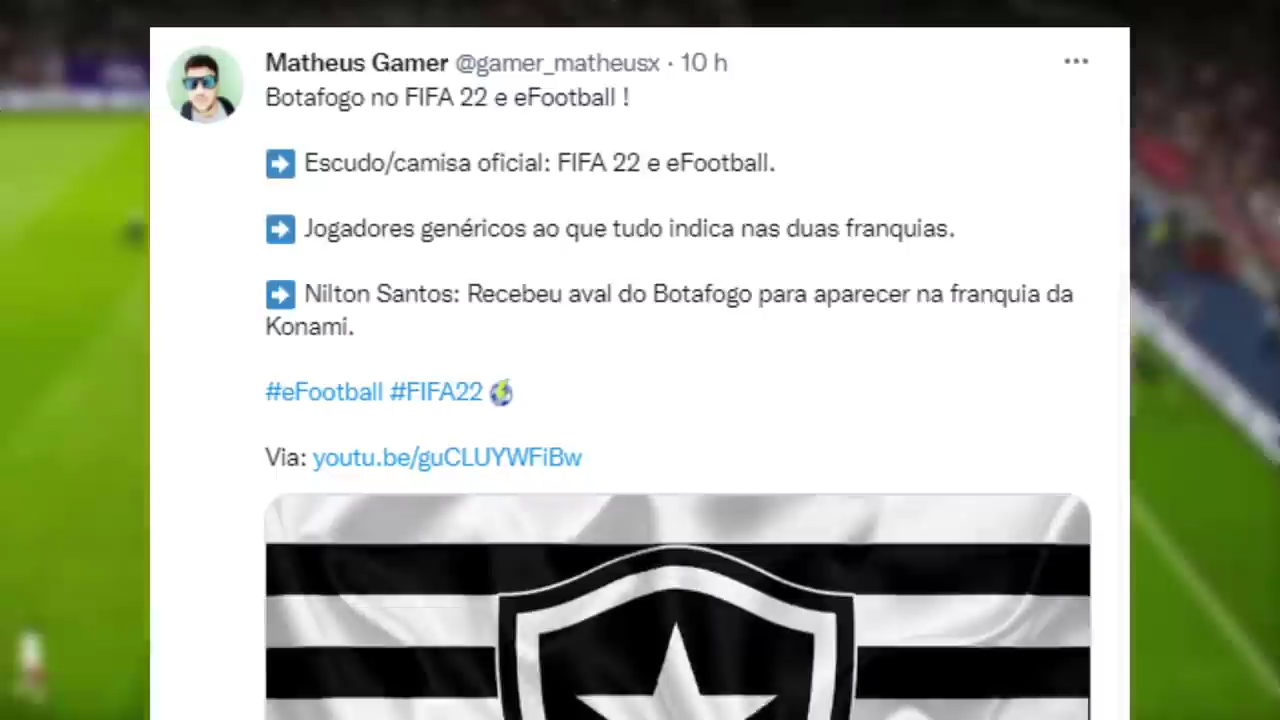 Matheus Gamer @gamer_matheusx · 10 h
Botafogo no FIFA 22 e eFootball !
➡ Escudo/camisa oficial: FIFA 22 e eFootball.
➡ Jogadores genéricos ao que tudo indica nas duas franquias.
➡ Nilton Santos: Recebeu aval do Botafogo para aparecer na franquia da
Konami.
#eFootball #FIFA22
Via: youtu.be/guCLUYWFiBw